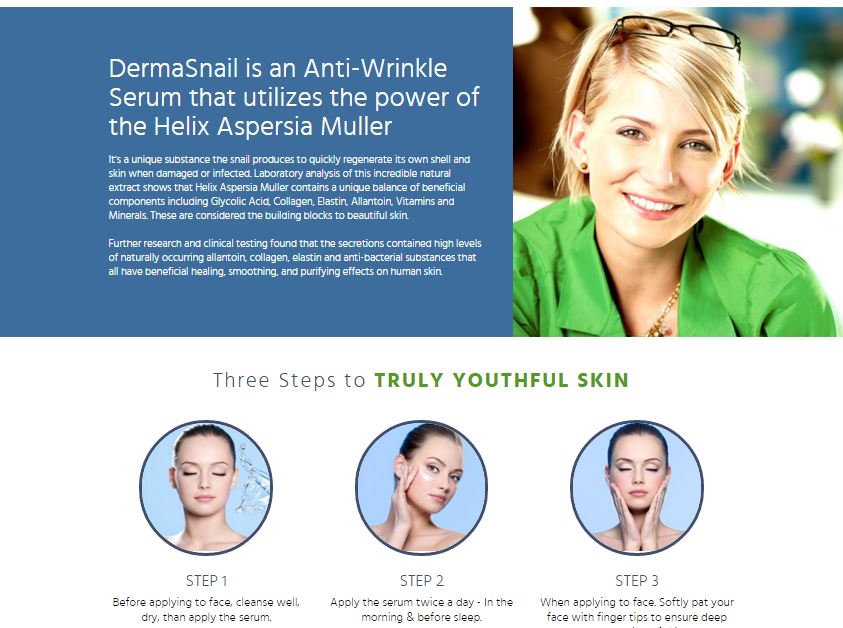 DermaSnail is an Anti-Wrinkle
Serum that utilizes the power of
the Helix Aspersia Muller
It's a unique substance the snail produces to quickly regenerate its own shell and
skin when damaged or infected. Laboratory analysis of this incredible natural
extract shows that Helix Aspersia Muller contains a unique balance of beneficial
components including Glycolic Acid, Collagen, Elastin, Allantoin, Vitamins and
Minerals. These are considered the building blocks to beautiful skin.
Further research and clinical testing found that the secretions contained high levels
of naturally occurring allantoin, collagen, elastin and anti-bacterial substances that
all have beneficial healing, smoothing, and purifying effects on human skin.
Three Steps to TRULY YOUTHFUL SKIN
STEP 1
Before applying to face, cleanse well,
dry, than apply the serum.
STEP 2
Apply the serum twice a day - In the
morning & before sleep.
STEP 3
When applying to face. Softly pat your
face with finger tips to ensure deep